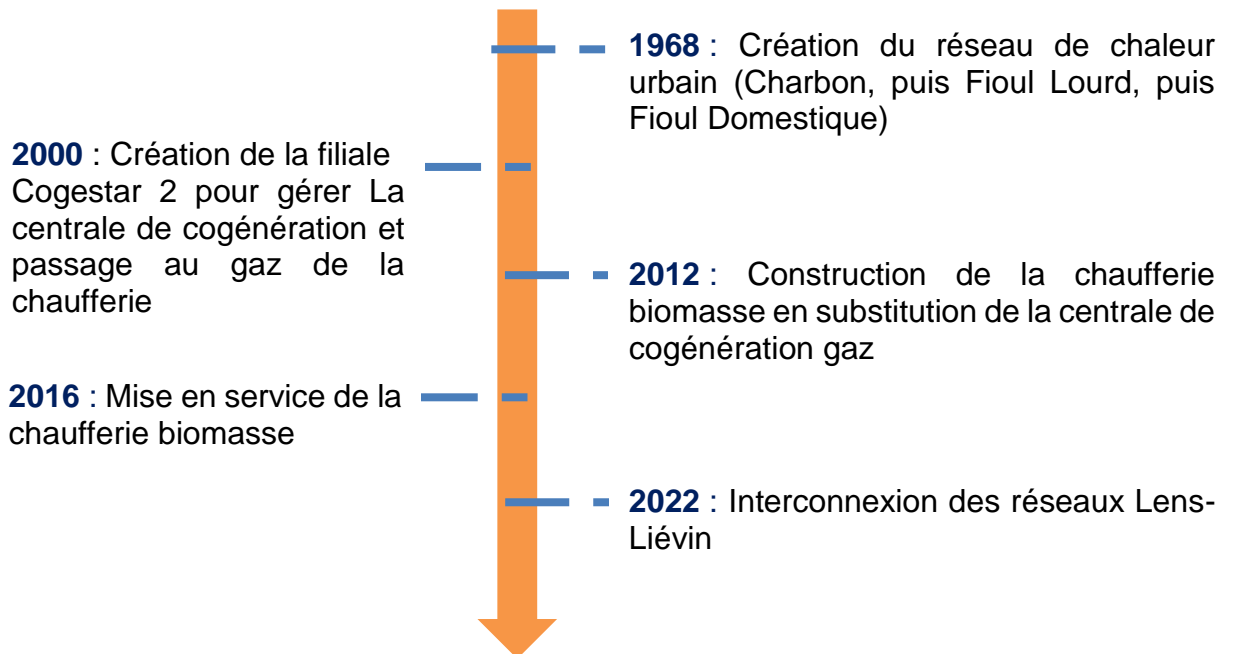 1968 : Création du réseau de chaleur
urbain (Charbon, puis Fioul Lourd, puis
Fioul Domestique)
2000 : Création de la filiale
Cogestar 2 pour gérer La
centrale de cogénération et
passage au gaz de la
chaufferie
2012 : Construction de la chaufferie
biomasse en substitution de la centrale de
cogénération gaz
2016 : Mise en service de la
chaufferie biomasse
2022 : Interconnexion des réseaux Lens-
Liévin